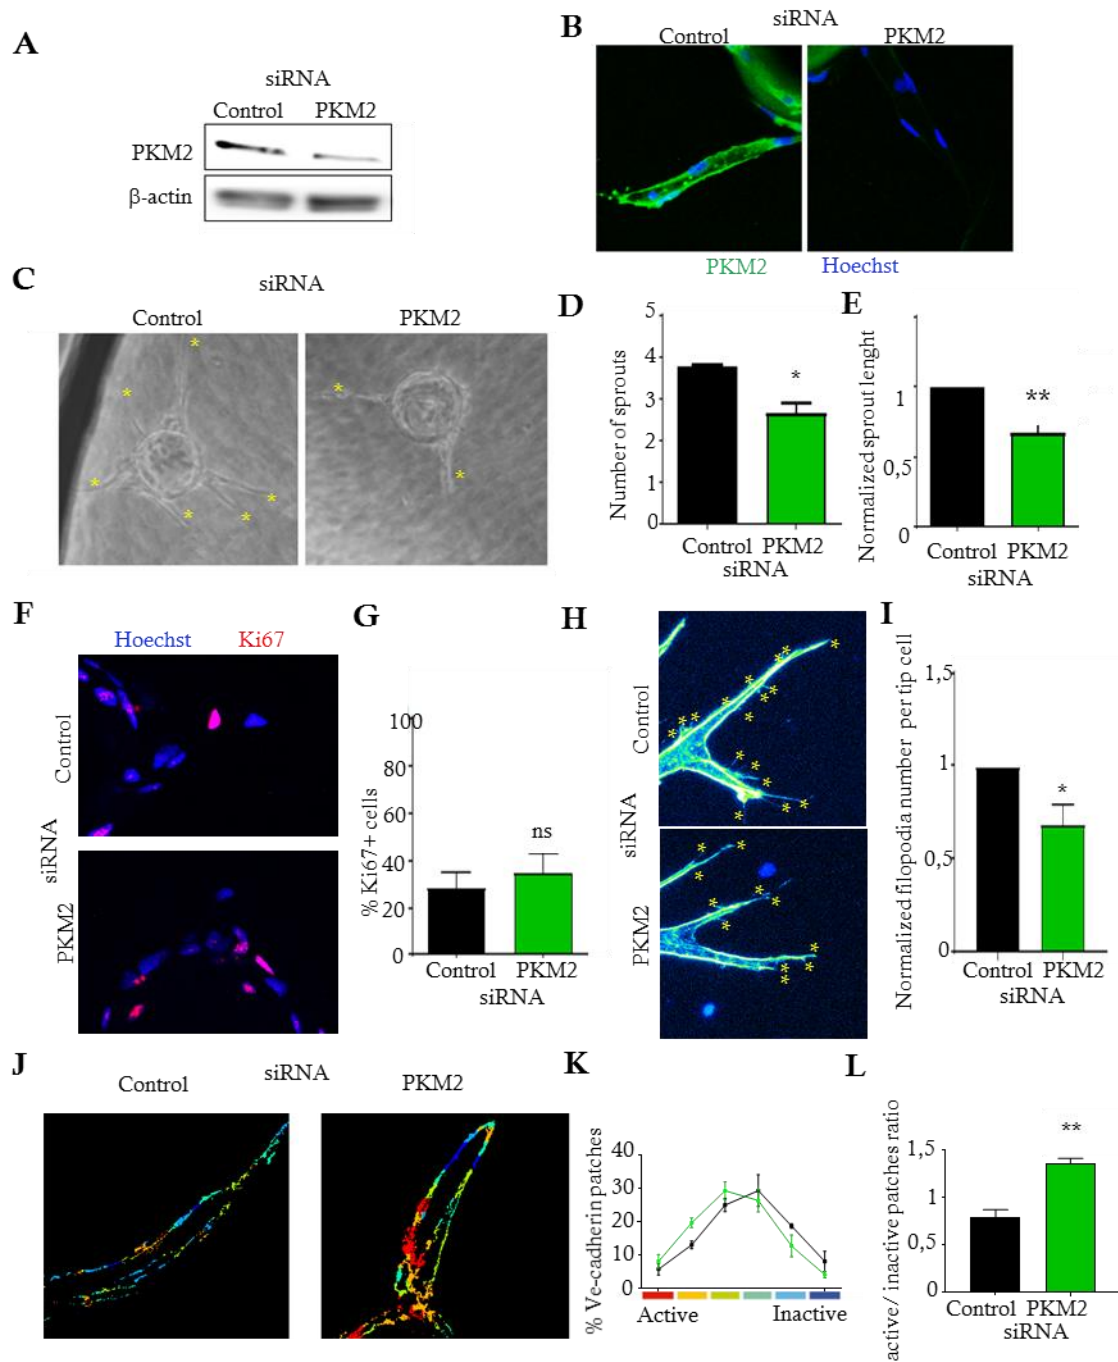 A
siRNA
Control PKM2
PKM2
β-actin
B
siRNA
Control PKM2
PKM2 Hoechst
C
siRNA
Control PKM2
D
5
4
3
2
1
0
Number of sprouts
*
Control PKM2
siRNA
E
1
0,5
0
Normalized sprout lenght
**
Control PKM2
siRNA
F
Hoechst Ki67
Control
siRNA
PKM2
G
100
80
60
40
20
0
% Ki67+ cells
ns
Control PKM2
siRNA
H
Control
siRNA
PKM2
I
1,5
1
0,5
0
Normalized filopodia number per tip cell
*
Control PKM2
siRNA
J
siRNA
Control PKM2
K
40
30
20
10
0
% Ve-cadherin patches
Active Inactive
L
1,5
1
0,5
0
active/ inactive patches ratio
**
Control PKM2
siRNA